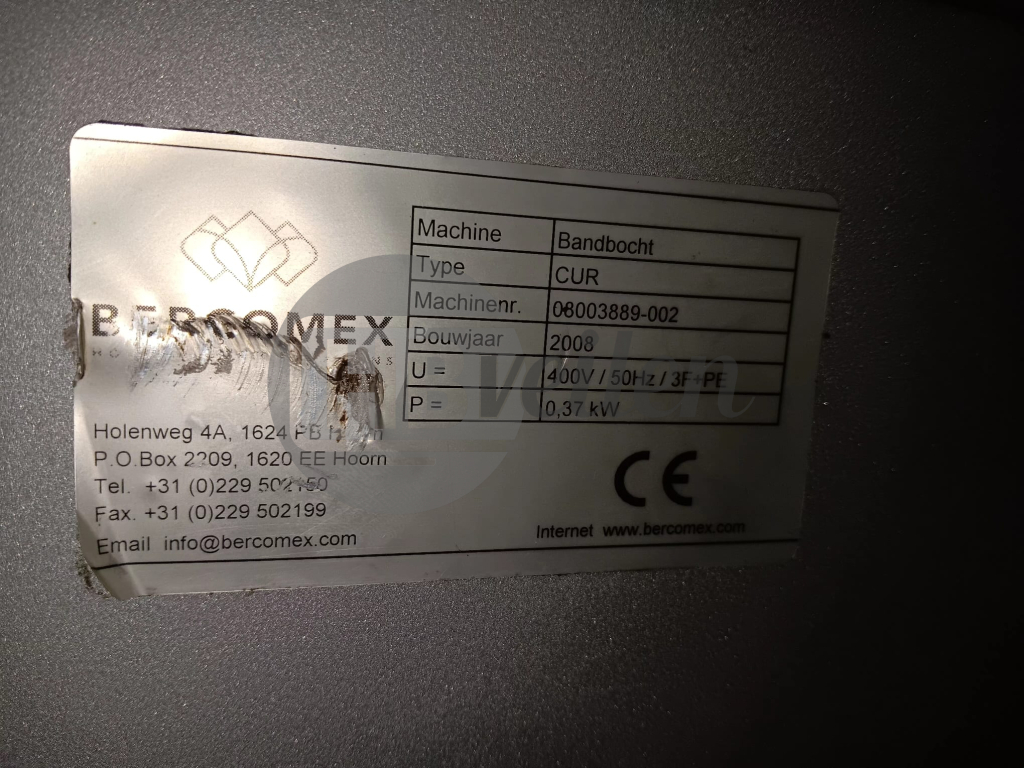 BERCOMEX
Holenweg 4A, 1624
P.O.Box 2209, 1620 EE Hoorn
Tel. +31 (0)229
Fax. +31 (0)229 502199
Email info@bercomex.com
Machine Bandbocht
Type CUR
Machinenr. 08003889-002
Bouwjaar 2008
U = 400V / 50Hz / 3F+PE
P = 0,37 kW
CE
Internet www.bercomex.com